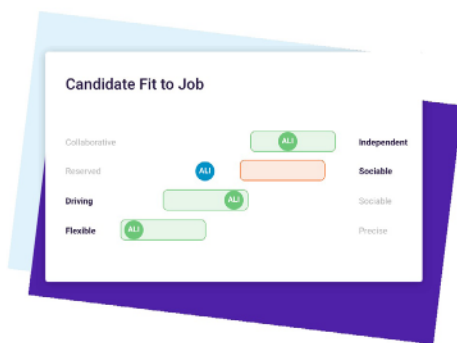 Candidate Fit to Job
Collaborative ALI Independent
Reserved ALI Sociable
Driving ALI Sociable
Flexible ALI Precise